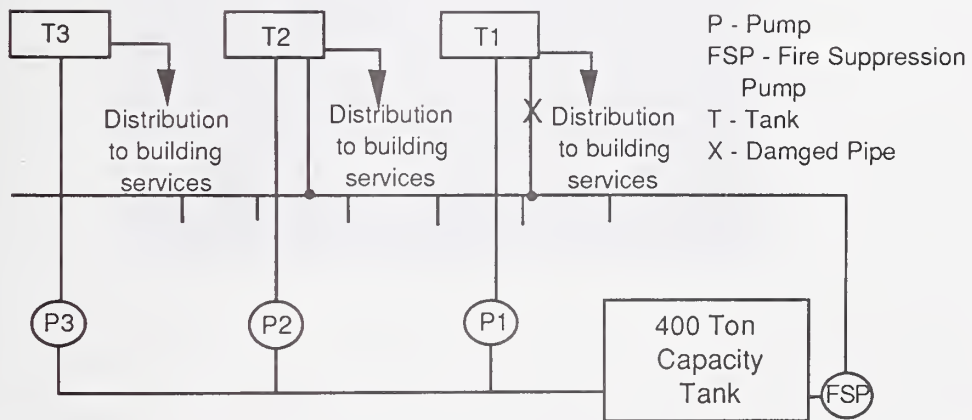 T3
T2
T1
P - Pump
FSP - Fire Suppression
Pump
T - Tank
X - Damged Pipe
Distribution
to building
services
Distribution
to building
services
X
Distribution
to building
services
P3
P2
P1
400 Ton
Capacity
Tank
FSP